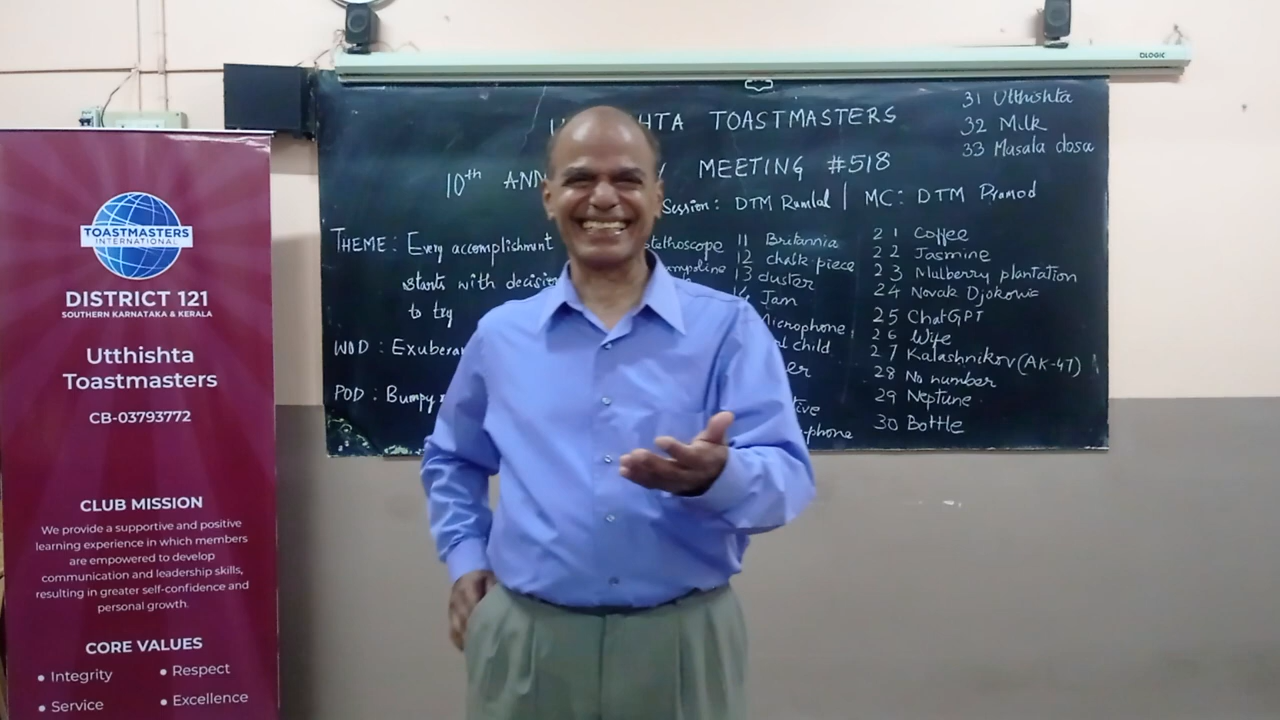 TOASTMASTERS
INTERNATIONAL
DISTRICT 121
SOUTHERN KARNATAKA & KERALA
Utthishta
Toastmasters
CB-03793772
CLUB MISSION
We provide a supportive and positive
learning experience in which members
are empowered to develop
communication and leadership skills,
resulting in greater self-confidence and
personal growth.
CORE VALUES
• Integrity
• Respect
• Service
• Excellence
DLOGIC
TOASTMASTERS
10th MEETING #518
Session: DTM Ramlal | MC: DTM Pramod
THEME: Every accomplishment
starts with
to try
WOD:
POD: Bumpy
stethoscope
11 Britannia
12 chalk-piece
13 duster
14 Jam
Microphone
child
21 Coffee
22 Jasmine
23 Mulberry plantation
24 Novak Djokovic
25 ChatGPT
26 Wife
27 Kalashnikov (AK-47)
28 No number
29 Neptune
30 Bottle
31 Utthishta
32 Milk
33 Masala dosa